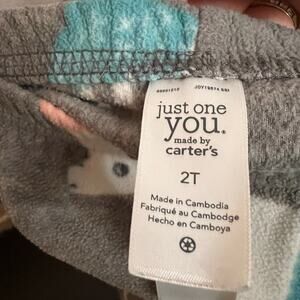 just one
you.
made by
carter's
2T
Made in Cambodia
Fabriqué au Cambodge
Hecho en Camboya